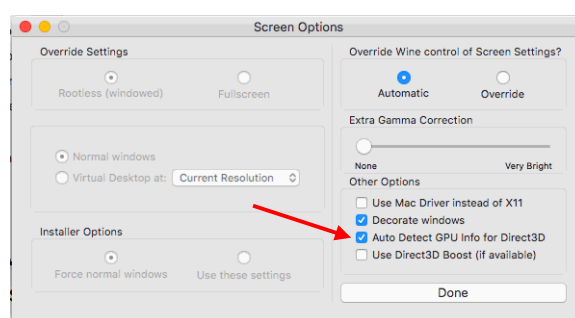 Screen Options
Override Settings
Rootless (windowed)
Fullscreen
Normal windows
Virtual Desktop at:
Current Resolution
Installer Options
Force normal windows
Use these settings
Override Wine control of Screen Settings?
Automatic
Override
Extra Gamma Correction
None
Very Bright
Other Options
Use Mac Driver instead of X11
Decorate windows
Auto Detect GPU Info for Direct3D
Use Direct3D Boost (if available)
Done